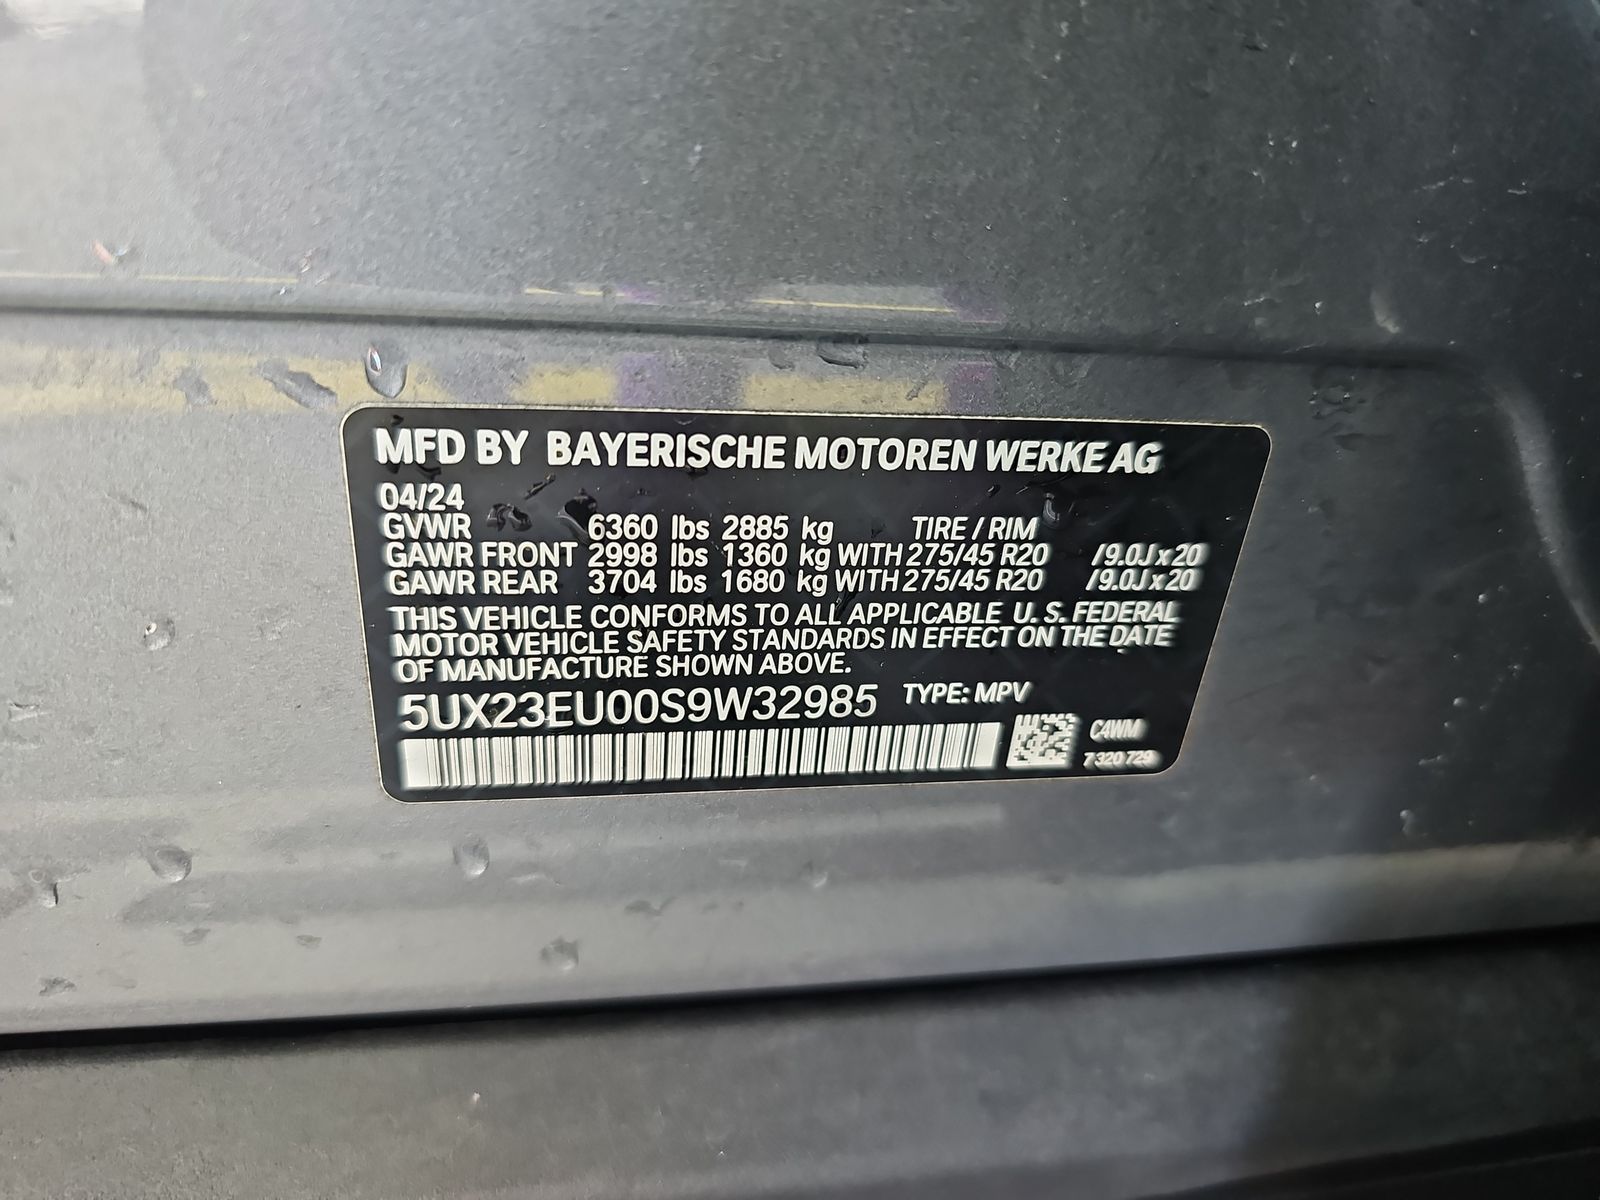 MFD BY BAYERISCHE MOTOREN WERKE AG
04/24
GVWR 6360 lbs 2885 kg TIRE / RIM
GAWR FRONT 2998 lbs 1360 kg WITH 275/45 R20 /9.0J x 20
GAWR REAR 3704 lbs 1680 kg WITH 275/45 R20 /9.0J x 20
THIS VEHICLE CONFORMS TO ALL APPLICABLE U. S. FEDERAL
MOTOR VEHICLE SAFETY STANDARDS IN EFFECT ON THE DATE
OF MANUFACTURE SHOWN ABOVE.
5UX23EU00S9W32985 TYPE: MPV
C4WM
7 320 729